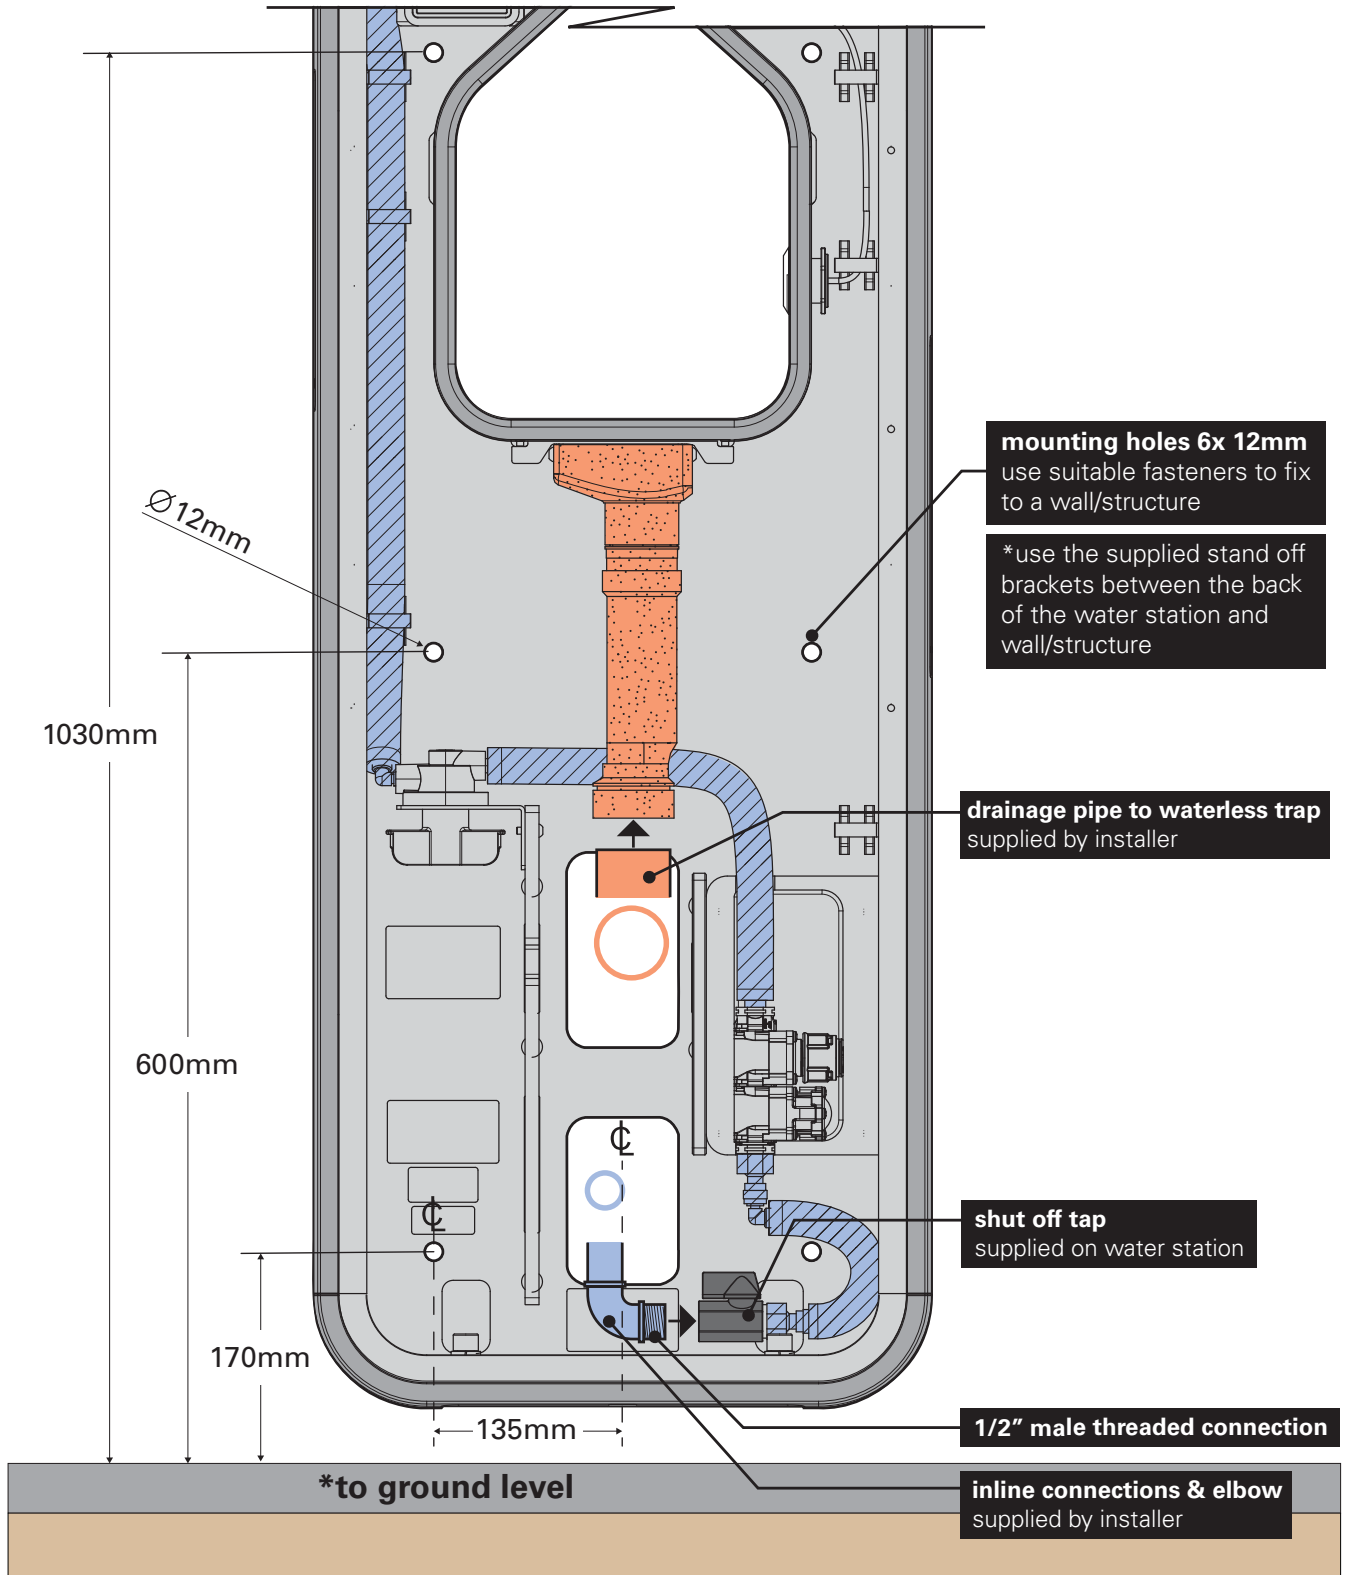 mounting holes 6x 12mm
use suitable fasteners to fix
to a wall/structure
*use the supplied stand off
brackets between the back
of the water station and
wall/structure
∅12mm
1030mm
drainage pipe to waterless trap
supplied by installer
600mm
℄
℄
shut off tap
supplied on water station
170mm
135mm
1/2” male threaded connection
*to ground level
inline connections & elbow
supplied by installer